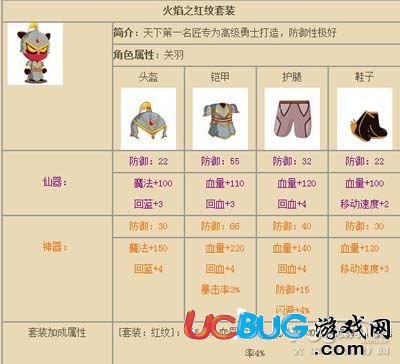 火焰之红纹套装
简介：天下第一名匠专为高级勇士打造，防御性极好
角色属性：关羽
头盔 铠甲 护腿 鞋子
仙器： 防御：22 防御：55 防御：32 防御：22
魔法+100 血量+110 血量+120 血量+100
回蓝+3 回血+3 回血+4 移动速度+2
神器： 防御：30 防御：66 防御：40 防御：30
魔法+150 血量+220 血量+140 血量+120
回蓝+4 回血+4 回血+4 移动速度+3
暴击率3% 防御+15
闪避+4%
套装加成属性 [套装：红纹]：
UCBUG游戏网
.com
率4%